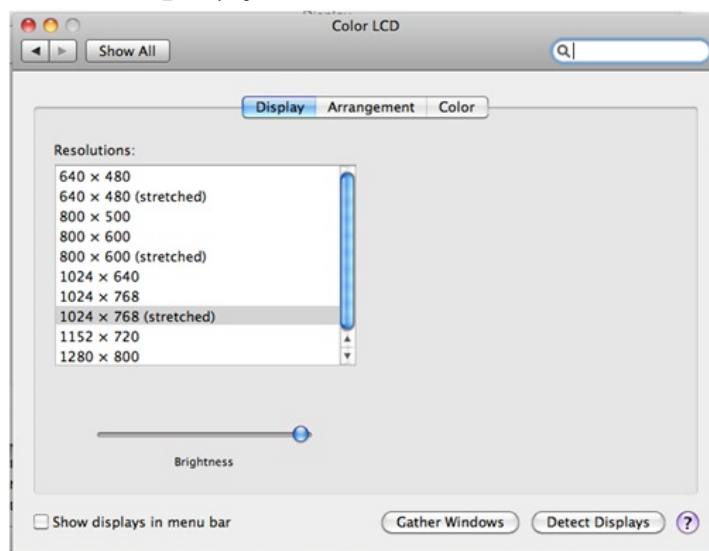 Color LCD
Show All
Display Arrangement Color
Resolutions:
640 × 480
640 × 480 (stretched)
800 × 500
800 × 600
800 × 600 (stretched)
1024 × 640
1024 × 768
1024 × 768 (stretched)
1152 × 720
1280 × 800
Brightness
Show displays in menu bar Gather Windows Detect Displays ?